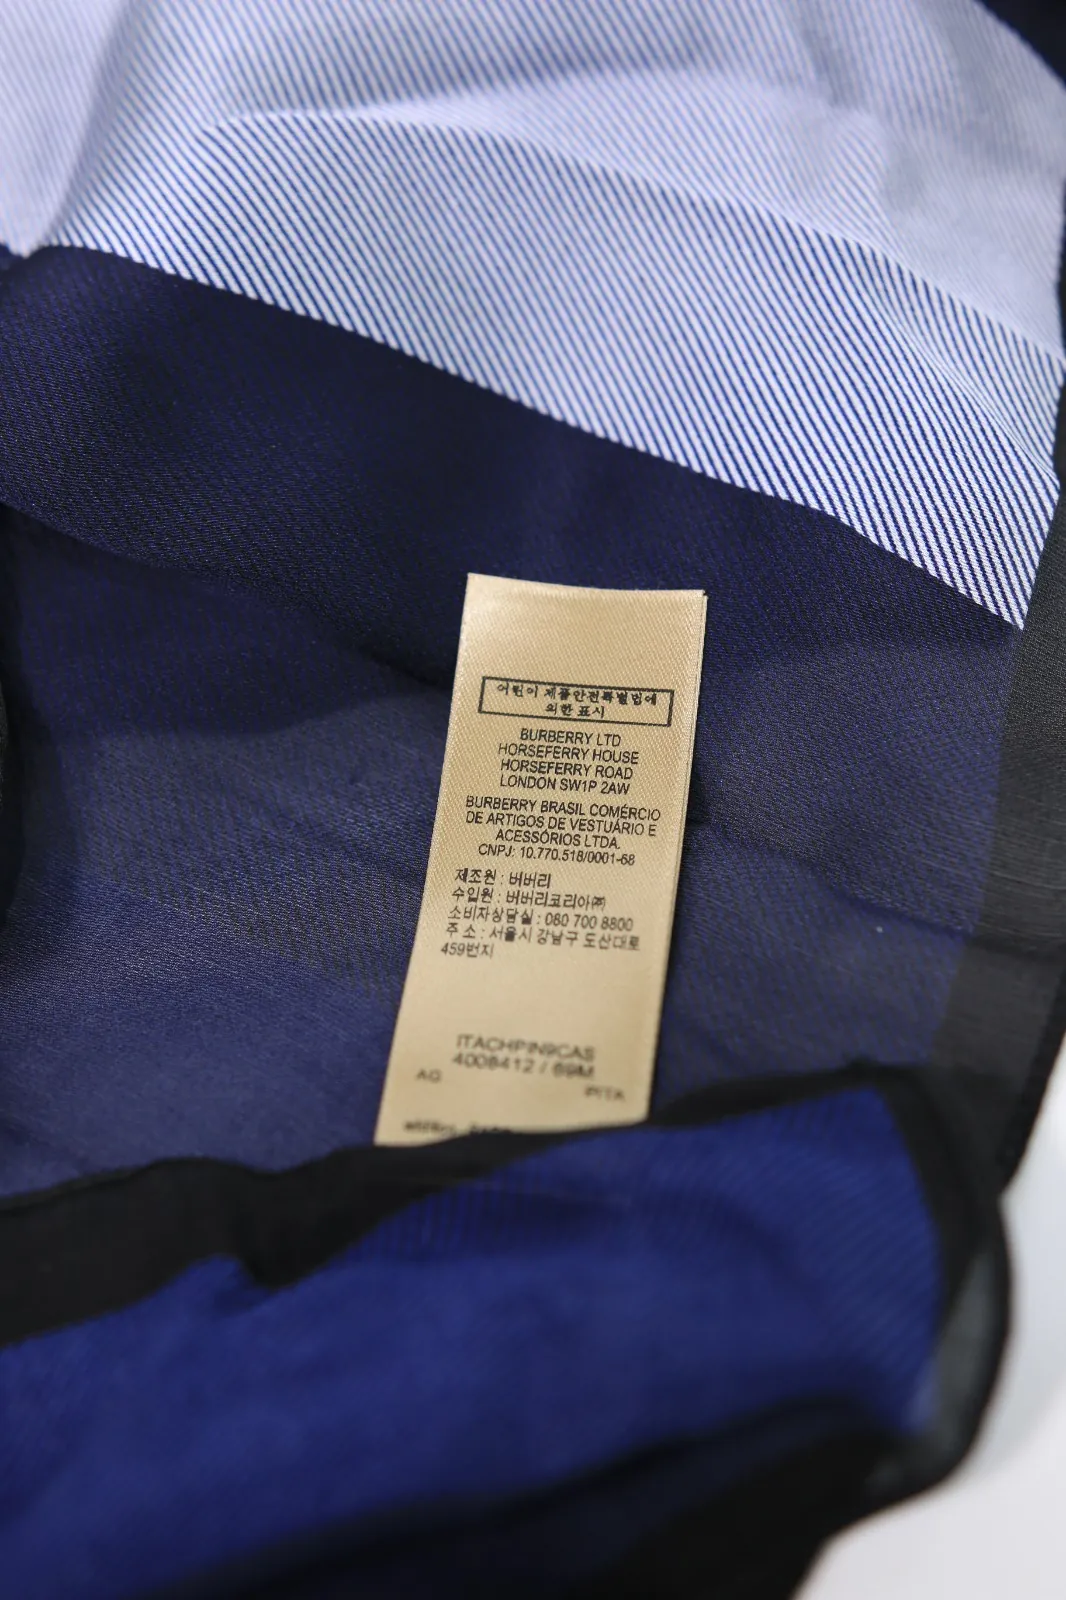 어린이 제품안전특별법에
의한 표시
BURBERRY LTD
HORSEFERRY HOUSE
HORSEFERRY ROAD
LONDON SW1P 2AW
BURBERRY BRASIL COMÉRCIO
DE ARTIGOS DE VESTUÁRIO E
ACESSÓRIOS LTDA.
CNPJ: 10.770.518/0001-68
제조원 : 버버리
수입원 : 버버리코리아㈜
소비자상담실 : 080 700 8800
주 소 : 서울시 강남구 도산대로
459번지
ITACHPIN9CAS
4008412 / 69M
AG
PITA